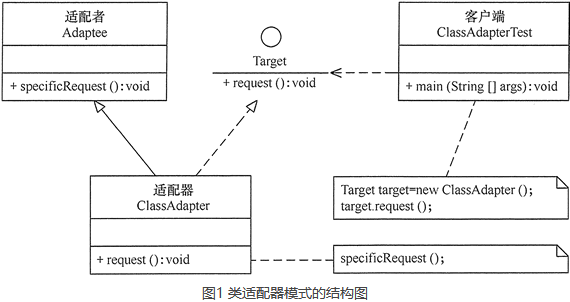 适配者
Adaptee
+ specificRequest ():void
Target
+ request ():void
客户端
ClassAdapterTest
+ main (String [] args):void
适配器
ClassAdapter
+ request ():void
Target target=new ClassAdapter ();
target.request ();
specificRequest ();
图1 类适配器模式的结构图